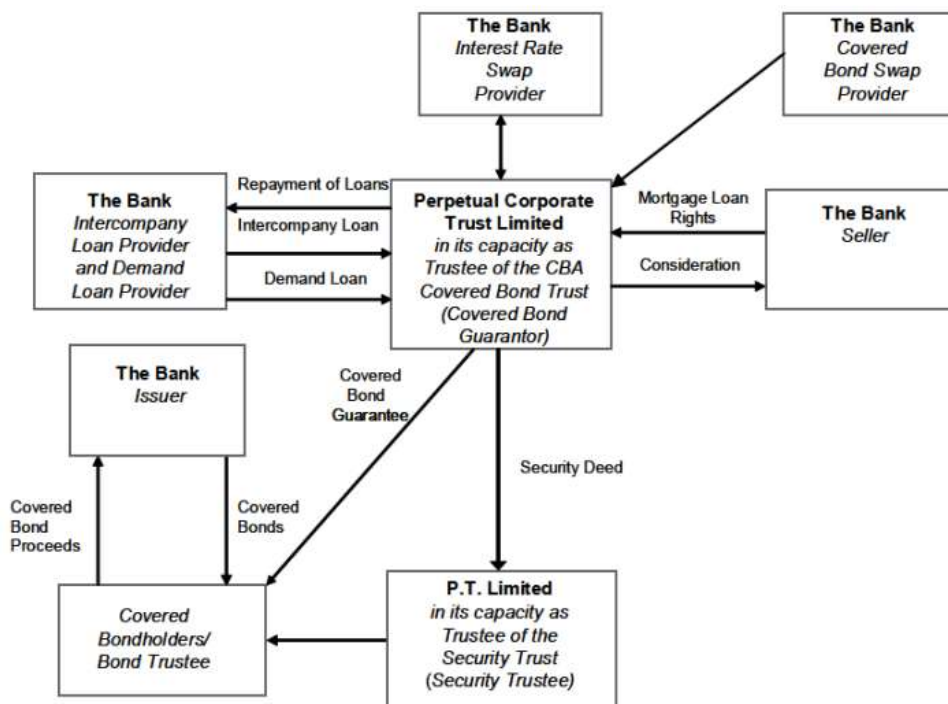 The Bank
Interest Rate
Swap
Provider
The Bank
Covered
Bond Swap
Provider
The Bank
Intercompany
Loan Provider
and Demand
Loan Provider
Repayment of Loans
Intercompany Loan
Demand Loan
Perpetual Corporate
Trust Limited
in its capacity as
Trustee of the CBA
Covered Bond Trust
(Covered Bond
Guarantor)
Mortgage Loan
Rights
Consideration
The Bank
Seller
The Bank
Issuer
Covered
Bond
Guarantee
Security Deed
Covered
Bond
Proceeds
Covered
Bonds
Covered
Bondholders/
Bond Trustee
P.T. Limited
in its capacity as
Trustee of the
Security Trust
(Security Trustee)